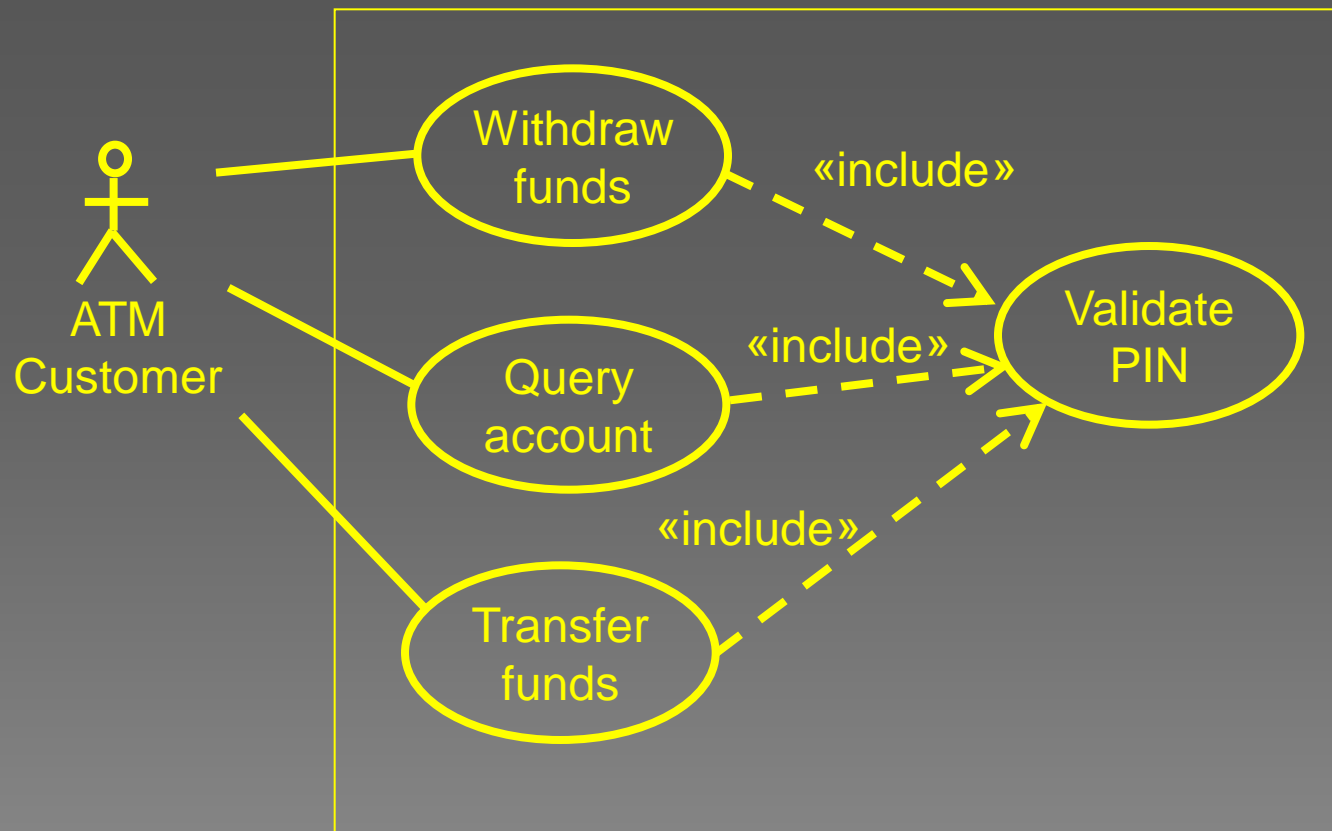 ATM
Customer
Withdraw
funds
«include»
Query
account
«include»
Transfer
funds
«include»
Validate
PIN